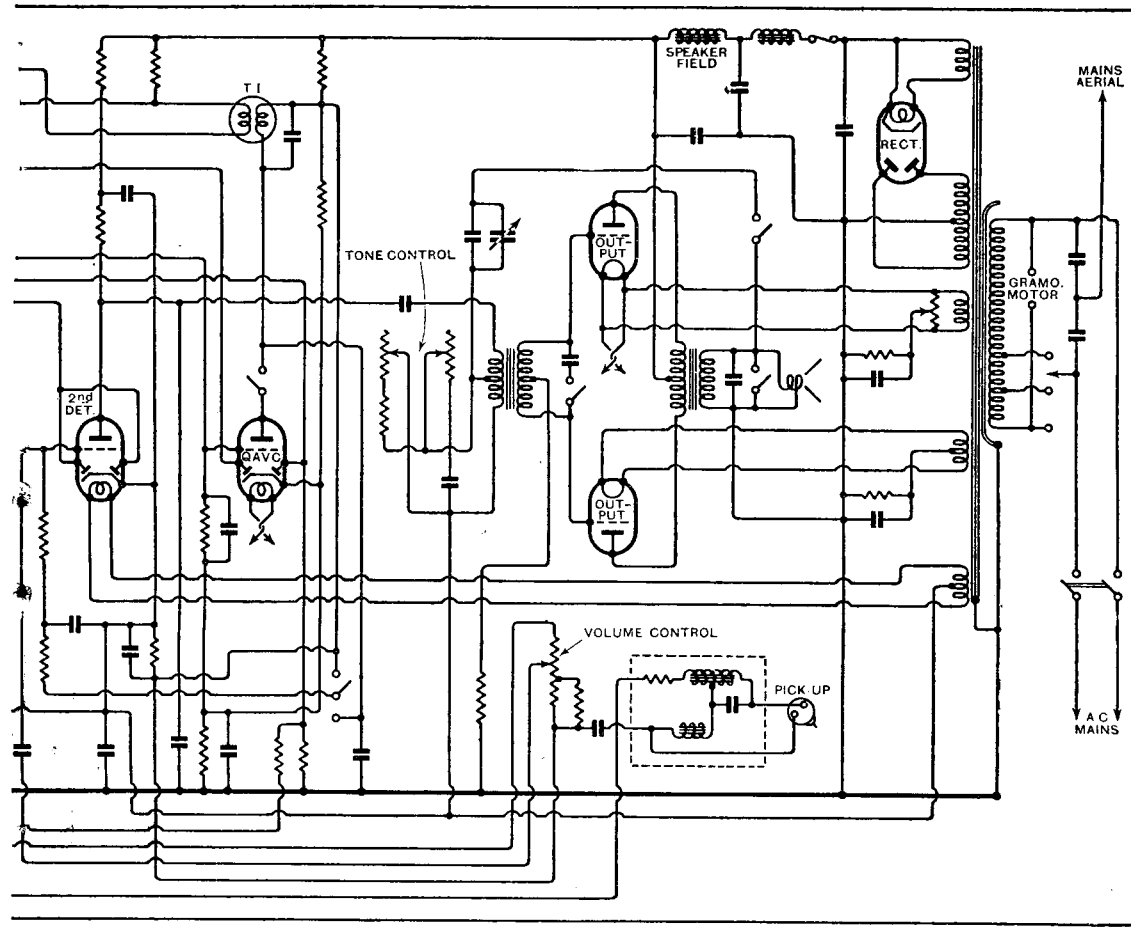 SPEAKER
FIELD
MAINS
AERIAL
T I
RECT.
OUT-
PUT
TONE CONTROL
GRAMO.
MOTOR
2nd
DET.
QAVC
OUT-
PUT
VOLUME CONTROL
PICK-UP
A C
MAINS